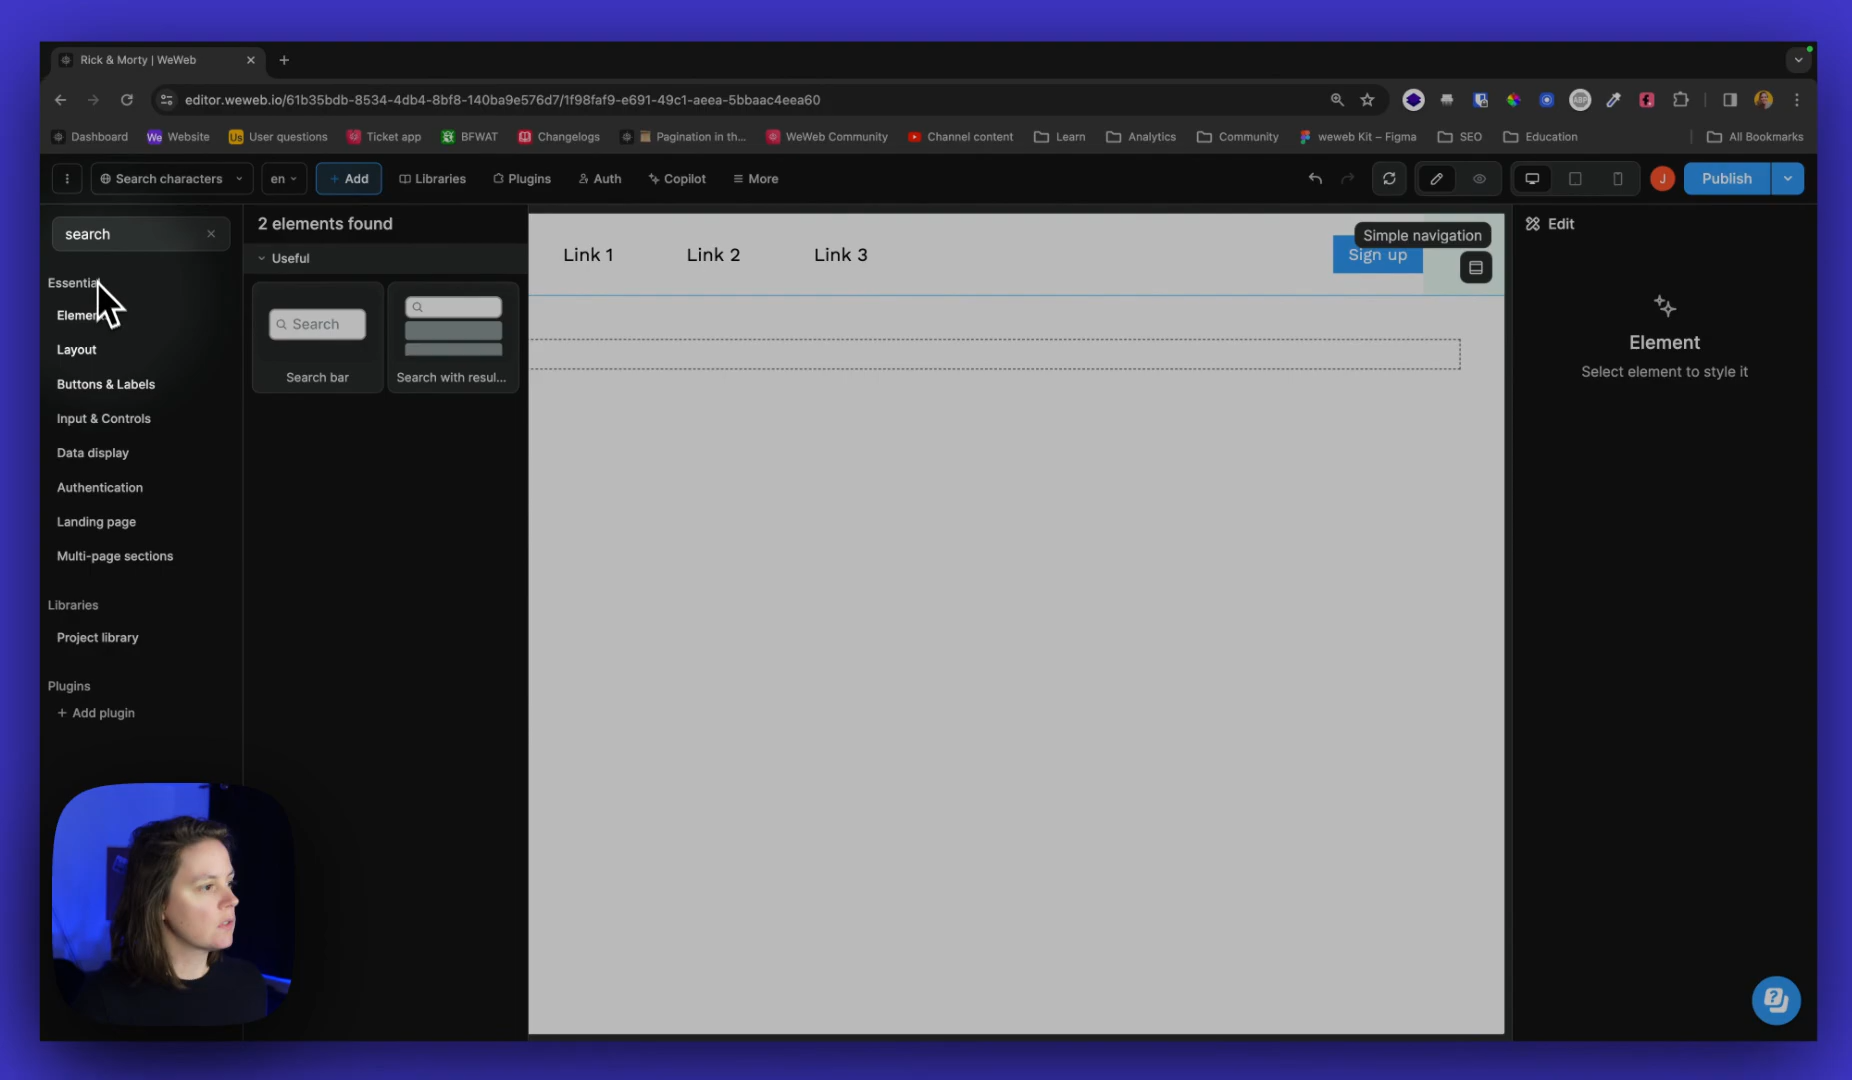 Rick & Morty | WeWeb
editor.weweb.io/61b35bdb-8534-4db4-8bf8-140ba9e576d7/1f98faf9-e691-49c1-aeea-5bbaac4eea60
Dashboard We Website Us User questions Ticket app BFWAT Changelogs Pagination in th... WeWeb Community Channel content Learn Analytics Community weweb Kit – Figma SEO Education All Bookmarks
Search characters en + Add Libraries Plugins Auth Copilot More J Publish
search
Essential
Layout
Buttons & Labels
Input & Controls
Data display
Authentication
Landing page
Multi-page sections
Libraries
Project library
Plugins
+ Add plugin
2 elements found
Useful
Search
Search bar Search with resul...
Link 1 Link 2 Link 3
Simple navigation
Sign up
Edit
Element
Select element to style it